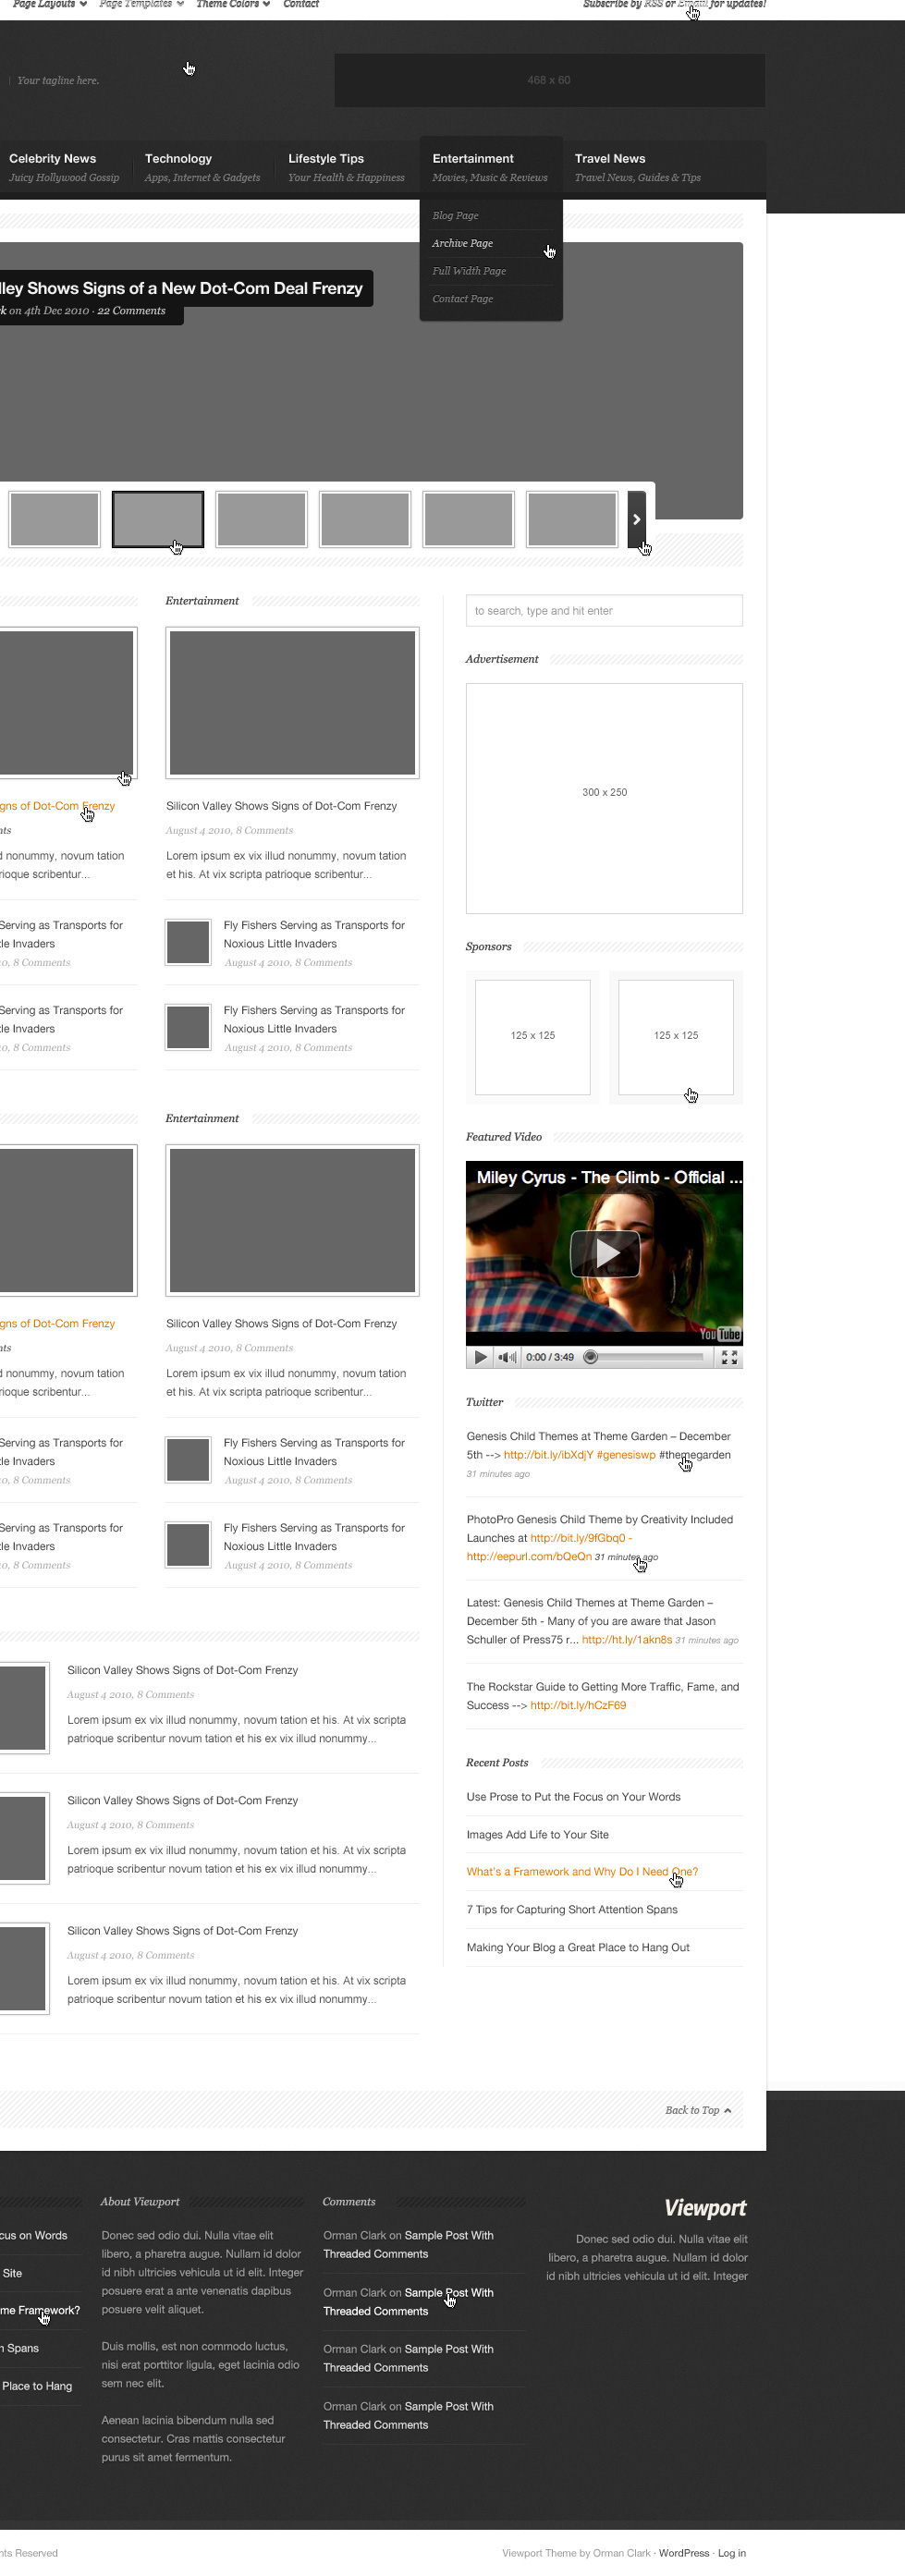 Page Layouts Page Templates Theme Colors Contact Subscribe by RSS or Email for updates!
Your tagline here.
468 x 60
Celebrity News
Juicy Hollywood Gossip
Technology
Apps, Internet & Gadgets
Lifestyle Tips
Your Health & Happiness
Entertainment
Movies, Music & Reviews
Travel News
Travel News, Guides & Tips
Blog Page
Archive Page
Full Width Page
Contact Page
lley Shows Signs of a New Dot-Com Deal Frenzy
k on 4th Dec 2010 · 22 Comments
igns of Dot-Com Frenzy
nts
d nonummy, novum tation
rioque scribentur...
Serving as Transports for
tle Invaders
10, 8 Comments
Serving as Transports for
tle Invaders
10, 8 Comments
Entertainment
Silicon Valley Shows Signs of Dot-Com Frenzy
August 4 2010, 8 Comments
Lorem ipsum ex vix illud nonummy, novum tation
et his. At vix scripta patrioque scribentur...
Fly Fishers Serving as Transports for
Noxious Little Invaders
August 4 2010, 8 Comments
Fly Fishers Serving as Transports for
Noxious Little Invaders
August 4 2010, 8 Comments
igns of Dot-Com Frenzy
nts
d nonummy, novum tation
rioque scribentur...
Serving as Transports for
tle Invaders
10, 8 Comments
Serving as Transports for
tle Invaders
10, 8 Comments
Entertainment
Silicon Valley Shows Signs of Dot-Com Frenzy
August 4 2010, 8 Comments
Lorem ipsum ex vix illud nonummy, novum tation
et his. At vix scripta patrioque scribentur...
Fly Fishers Serving as Transports for
Noxious Little Invaders
August 4 2010, 8 Comments
Fly Fishers Serving as Transports for
Noxious Little Invaders
August 4 2010, 8 Comments
Silicon Valley Shows Signs of Dot-Com Frenzy
August 4 2010, 8 Comments
Lorem ipsum ex vix illud nonummy, novum tation et his. At vix scripta
patrioque scribentur novum tation et his ex vix illud nonummy...
Silicon Valley Shows Signs of Dot-Com Frenzy
August 4 2010, 8 Comments
Lorem ipsum ex vix illud nonummy, novum tation et his. At vix scripta
patrioque scribentur novum tation et his ex vix illud nonummy...
Silicon Valley Shows Signs of Dot-Com Frenzy
August 4 2010, 8 Comments
Lorem ipsum ex vix illud nonummy, novum tation et his. At vix scripta
patrioque scribentur novum tation et his ex vix illud nonummy...
to search, type and hit enter
Advertisement
300 x 250
Sponsors
125 x 125
125 x 125
Featured Video
Miley Cyrus - The Climb - Official ...
YouTube
0:00 / 3:49
Twitter
Genesis Child Themes at Theme Garden – December
5th --> http://bit.ly/ibXdjY #genesiswp #themegarden
31 minutes ago
PhotoPro Genesis Child Theme by Creativity Included
Launches at http://bit.ly/9fGbq0 -
http://eepurl.com/bQeQn 31 minutes ago
Latest: Genesis Child Themes at Theme Garden –
December 5th - Many of you are aware that Jason
Schuller of Press75 r... http://ht.ly/1akn8s 31 minutes ago
The Rockstar Guide to Getting More Traffic, Fame, and
Success --> http://bit.ly/hCzF69
Recent Posts
Use Prose to Put the Focus on Your Words
Images Add Life to Your Site
What's a Framework and Why Do I Need One?
7 Tips for Capturing Short Attention Spans
Making Your Blog a Great Place to Hang Out
Back to Top
cus on Words
Site
me Framework?
n Spans
Place to Hang
About Viewport
Donec sed odio dui. Nulla vitae elit
libero, a pharetra augue. Nullam id dolor
id nibh ultricies vehicula ut id elit. Integer
posuere erat a ante venenatis dapibus
posuere velit aliquet.
Duis mollis, est non commodo luctus,
nisi erat porttitor ligula, eget lacinia odio
sem nec elit.
Aenean lacinia bibendum nulla sed
consectetur. Cras mattis consectetur
purus sit amet fermentum.
Comments
Orman Clark on Sample Post With
Threaded Comments
Orman Clark on Sample Post With
Threaded Comments
Orman Clark on Sample Post With
Threaded Comments
Orman Clark on Sample Post With
Threaded Comments
Viewport
Donec sed odio dui. Nulla vitae elit
libero, a pharetra augue. Nullam id dolor
id nibh ultricies vehicula ut id elit. Integer
hts Reserved
Viewport Theme by Orman Clark · WordPress · Log in